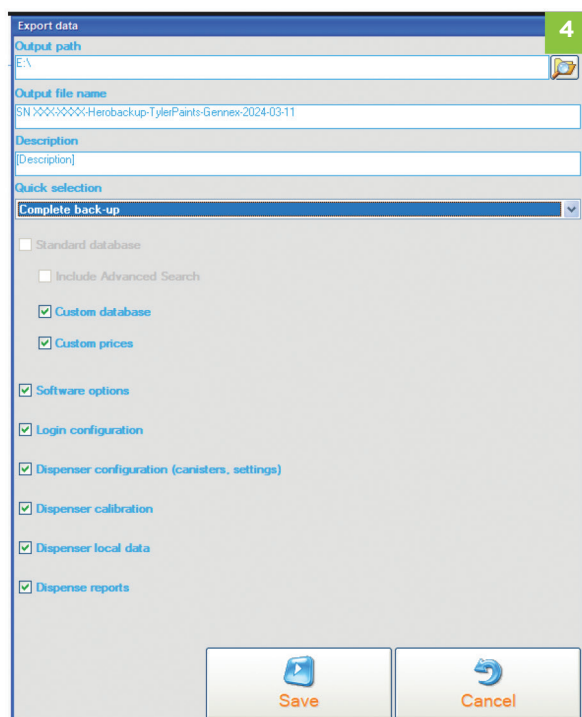 Export data
4
Output path
E:\
Output file name
SN XXX-XXXX-Herobackup-TylerPaints-Gennex-2024-03-11
Description
[Description]
Quick selection
Complete back-up
Standard database
Include Advanced Search
Custom database
Custom prices
Software options
Login configuration
Dispenser configuration (canisters, settings)
Dispenser calibration
Dispenser local data
Dispense reports
Save
Cancel